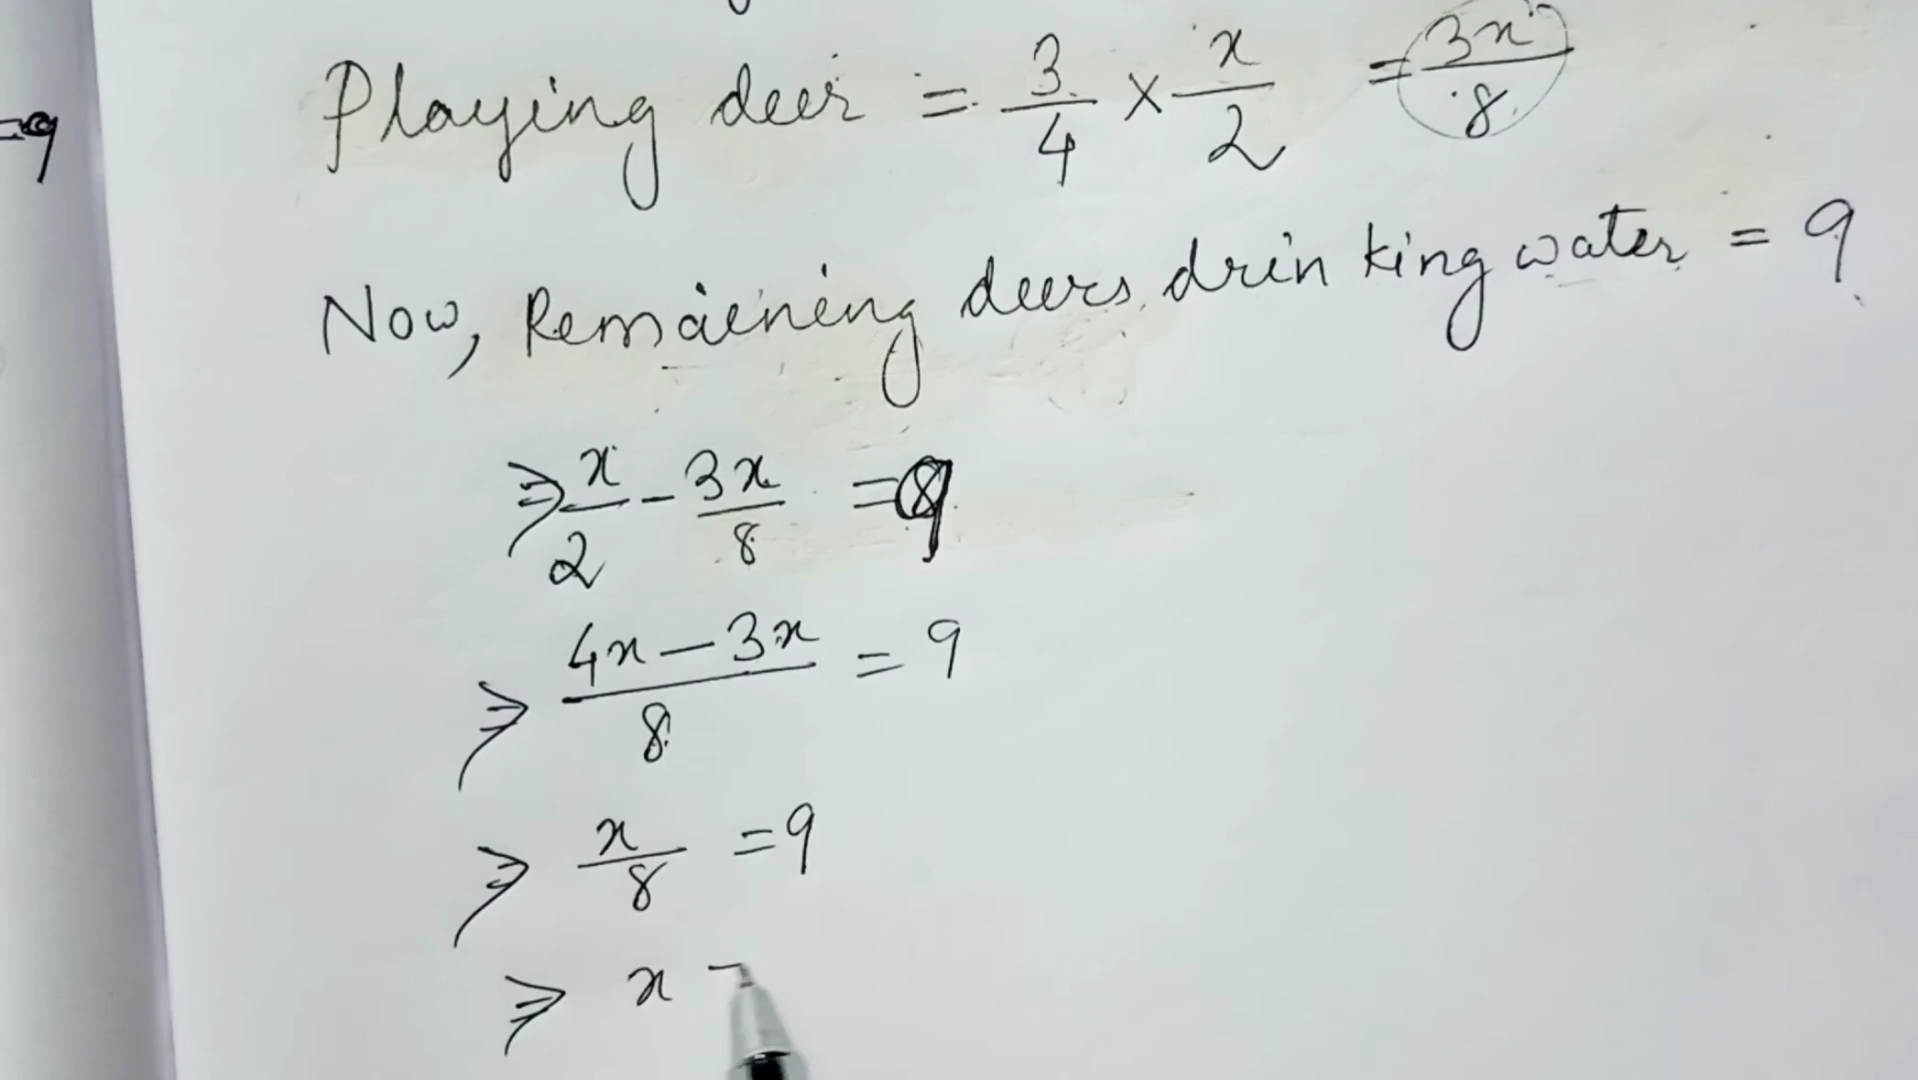 Playing deer = 3/4 × x/2 = 3x/8
=9
Now, Remaining deers drinking water = 9
⇒ x/2 - 3x/8 = 9
⇒ 4x - 3x/8 = 9
⇒ x/8 = 9
⇒ x